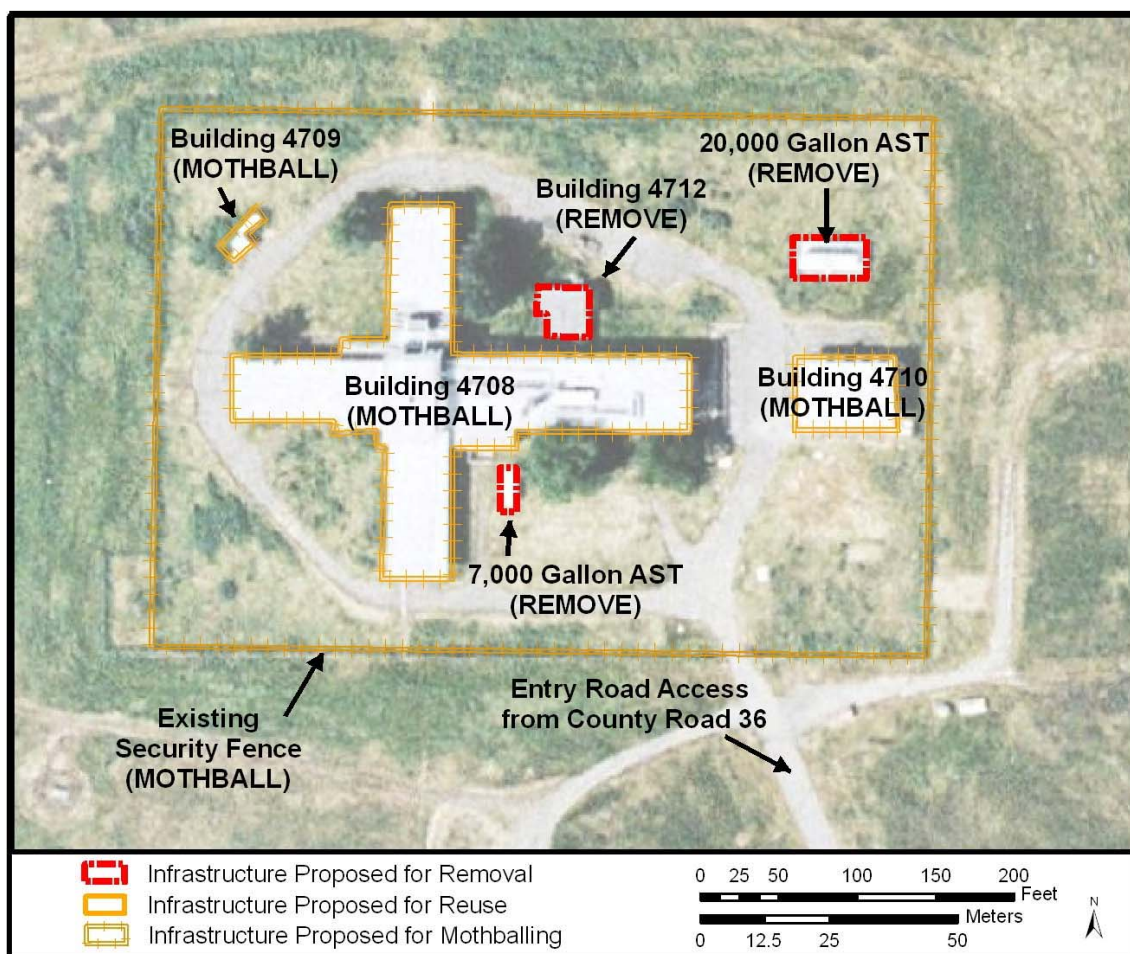 Building 4709
(MOTHBALL)
20,000 Gallon AST
(REMOVE)
Building 4712
(REMOVE)
Building 4708
(MOTHBALL)
Building 4710
(MOTHBALL)
7,000 Gallon AST
(REMOVE)
Existing
Security Fence
(MOTHBALL)
Entry Road Access
from County Road 36
Infrastructure Proposed for Removal
Infrastructure Proposed for Reuse
Infrastructure Proposed for Mothballing
0 25 50 100 150 200
Feet
Meters
0 12.5 25 50
N